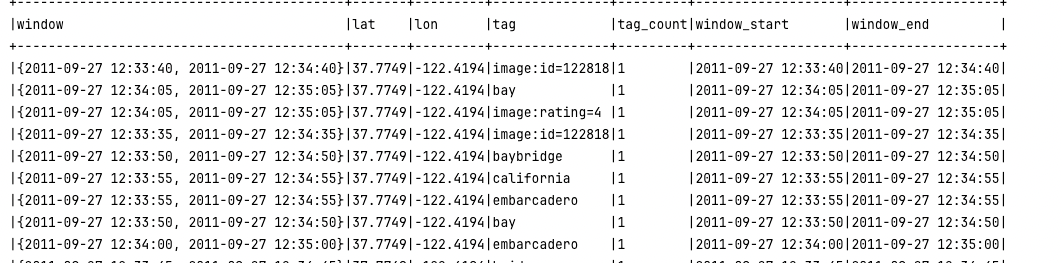 +-----------------------------------------+-------+---------+---------------+---------+-------------------+-------------------+
|window |lat |lon |tag |tag_count|window_start |window_end |
+-----------------------------------------+-------+---------+---------------+---------+-------------------+-------------------+
|{2011-09-27 12:33:40, 2011-09-27 12:34:40}|37.7749|-122.4194|image:id=122818|1 |2011-09-27 12:33:40|2011-09-27 12:34:40|
|{2011-09-27 12:34:05, 2011-09-27 12:35:05}|37.7749|-122.4194|bay |1 |2011-09-27 12:34:05|2011-09-27 12:35:05|
|{2011-09-27 12:34:05, 2011-09-27 12:35:05}|37.7749|-122.4194|image:rating=4 |1 |2011-09-27 12:34:05|2011-09-27 12:35:05|
|{2011-09-27 12:33:35, 2011-09-27 12:34:35}|37.7749|-122.4194|image:id=122818|1 |2011-09-27 12:33:35|2011-09-27 12:34:35|
|{2011-09-27 12:33:50, 2011-09-27 12:34:50}|37.7749|-122.4194|baybridge |1 |2011-09-27 12:33:50|2011-09-27 12:34:50|
|{2011-09-27 12:33:55, 2011-09-27 12:34:55}|37.7749|-122.4194|california |1 |2011-09-27 12:33:55|2011-09-27 12:34:55|
|{2011-09-27 12:33:55, 2011-09-27 12:34:55}|37.7749|-122.4194|embarcadero |1 |2011-09-27 12:33:55|2011-09-27 12:34:55|
|{2011-09-27 12:33:50, 2011-09-27 12:34:50}|37.7749|-122.4194|bay |1 |2011-09-27 12:33:50|2011-09-27 12:34:50|
|{2011-09-27 12:34:00, 2011-09-27 12:35:00}|37.7749|-122.4194|embarcadero |1 |2011-09-27 12:34:00|2011-09-27 12:35:00|